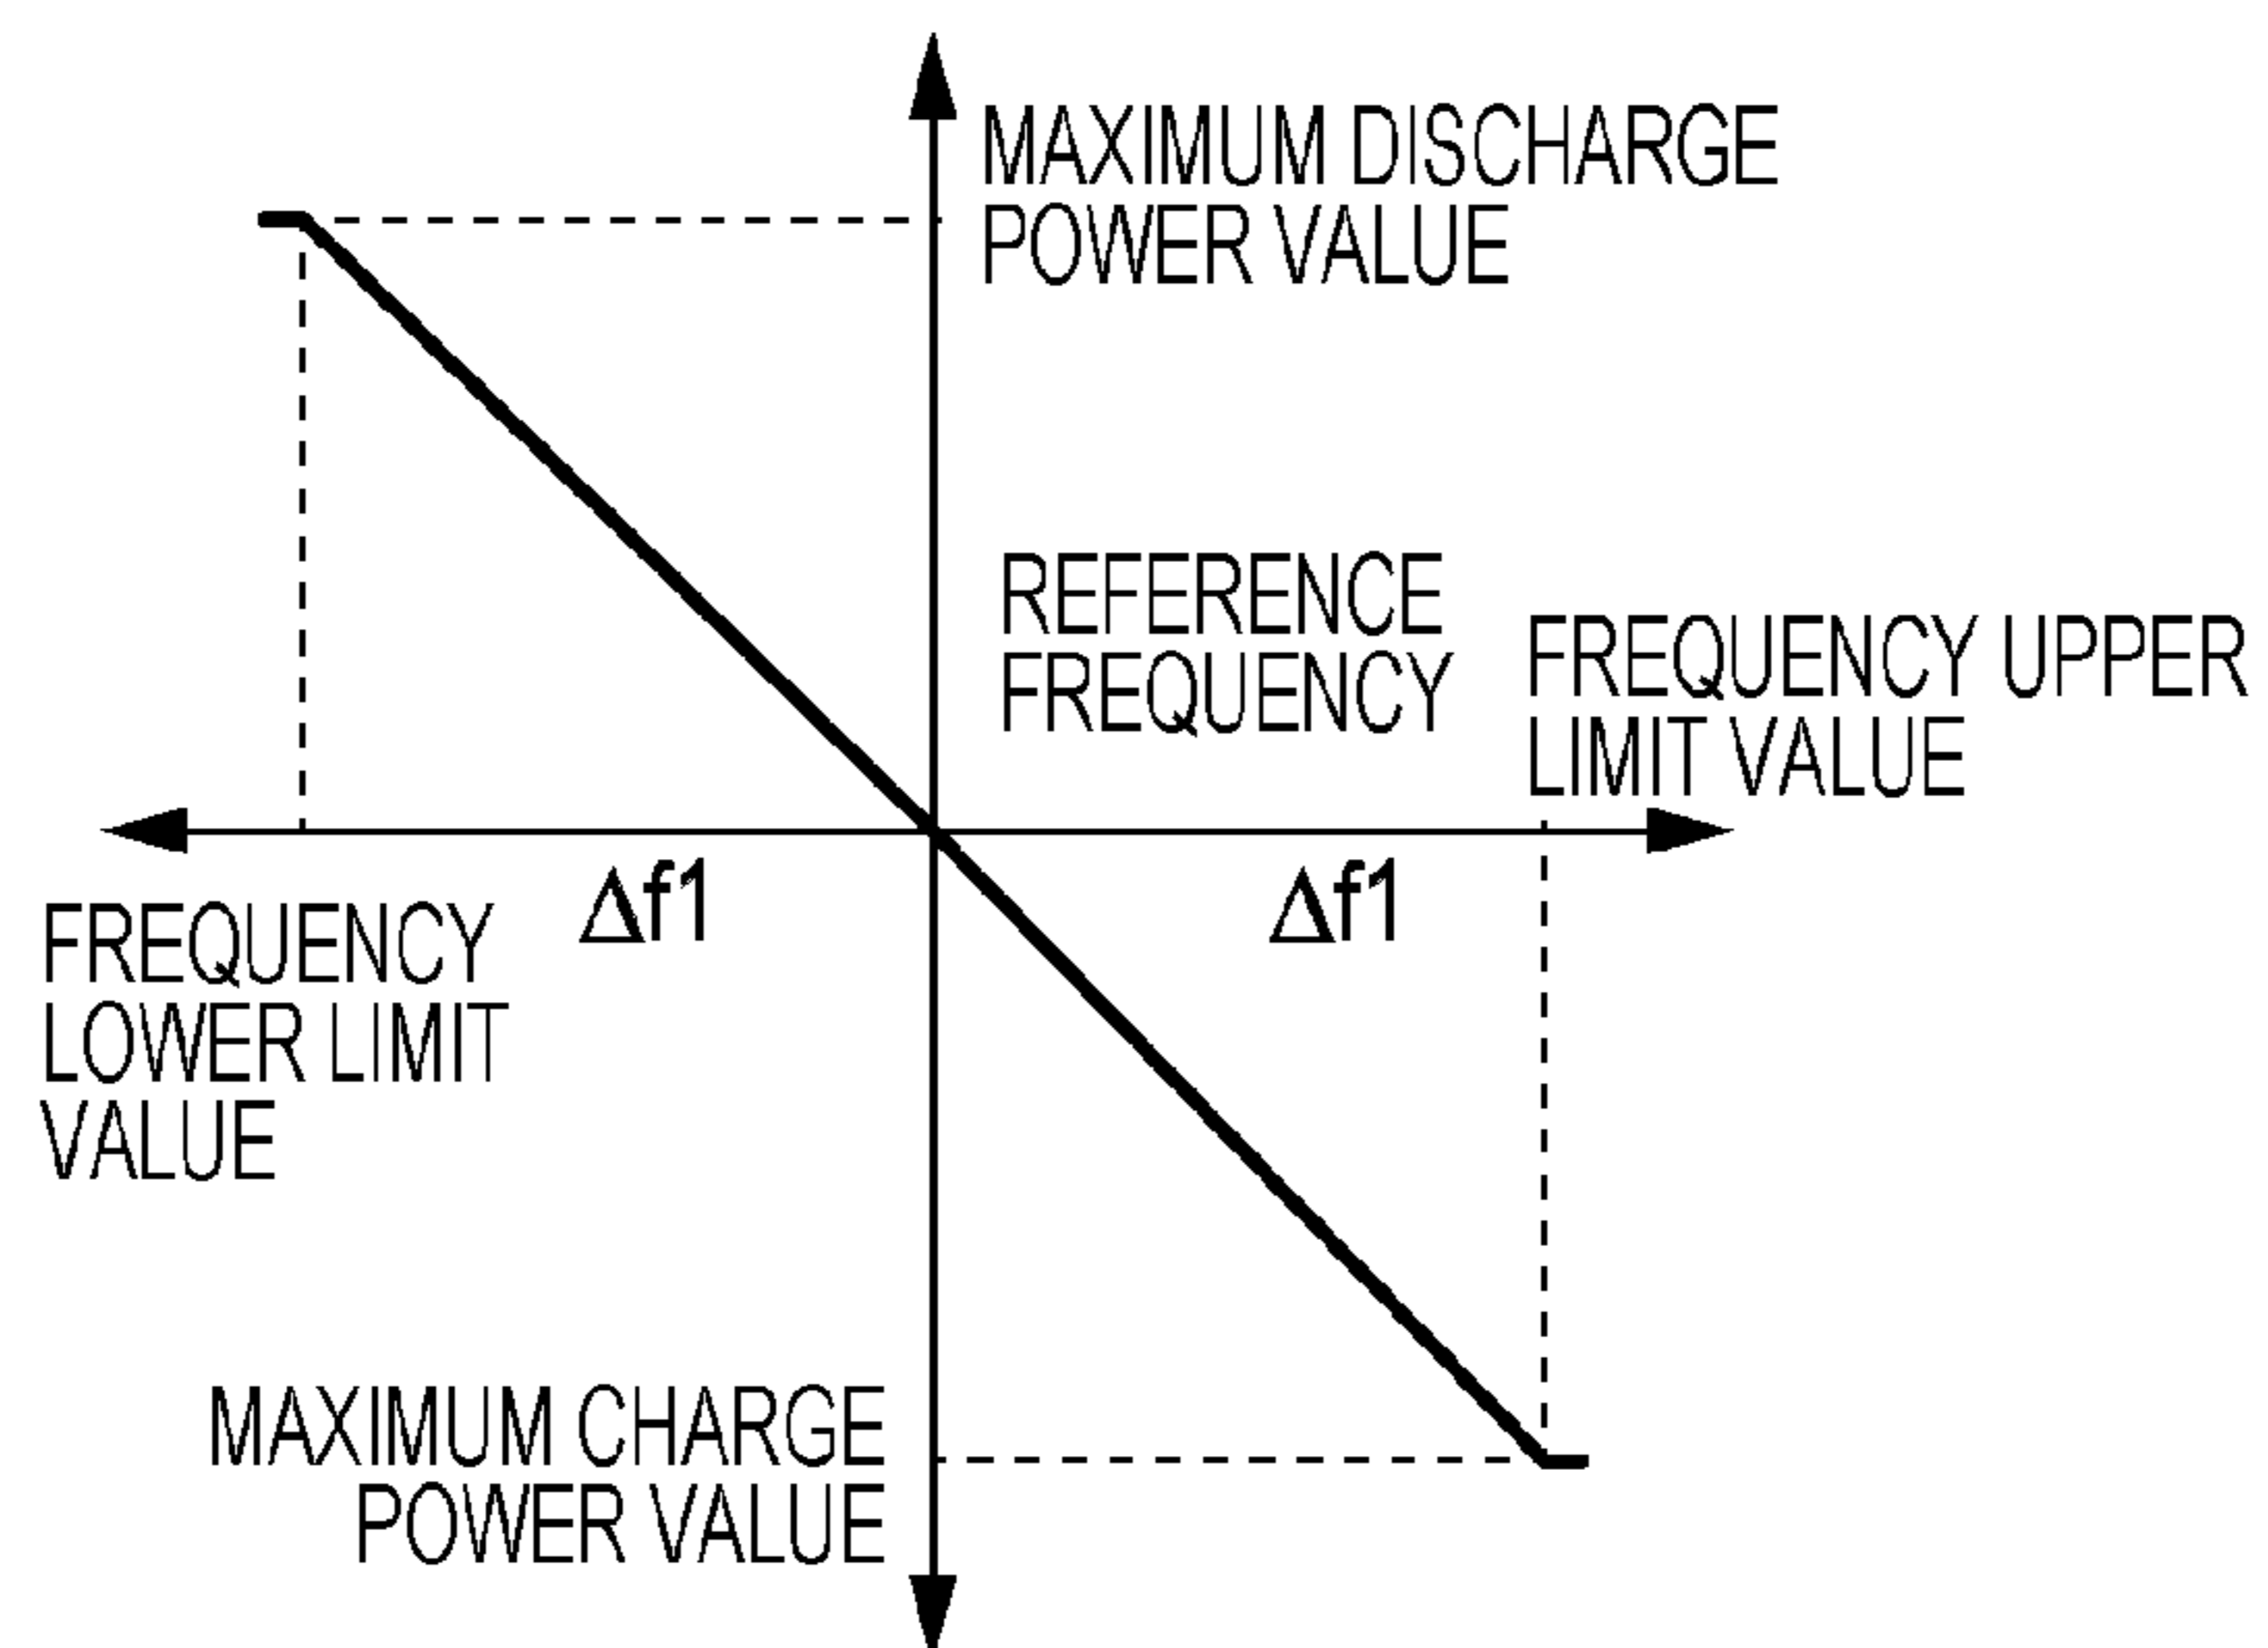 MAXIMUM DISCHARGE
POWER VALUE
REFERENCE
FREQUENCY
FREQUENCY UPPER
LIMIT VALUE
Δf1
Δf1
FREQUENCY
LOWER LIMIT
VALUE
MAXIMUM CHARGE
POWER VALUE